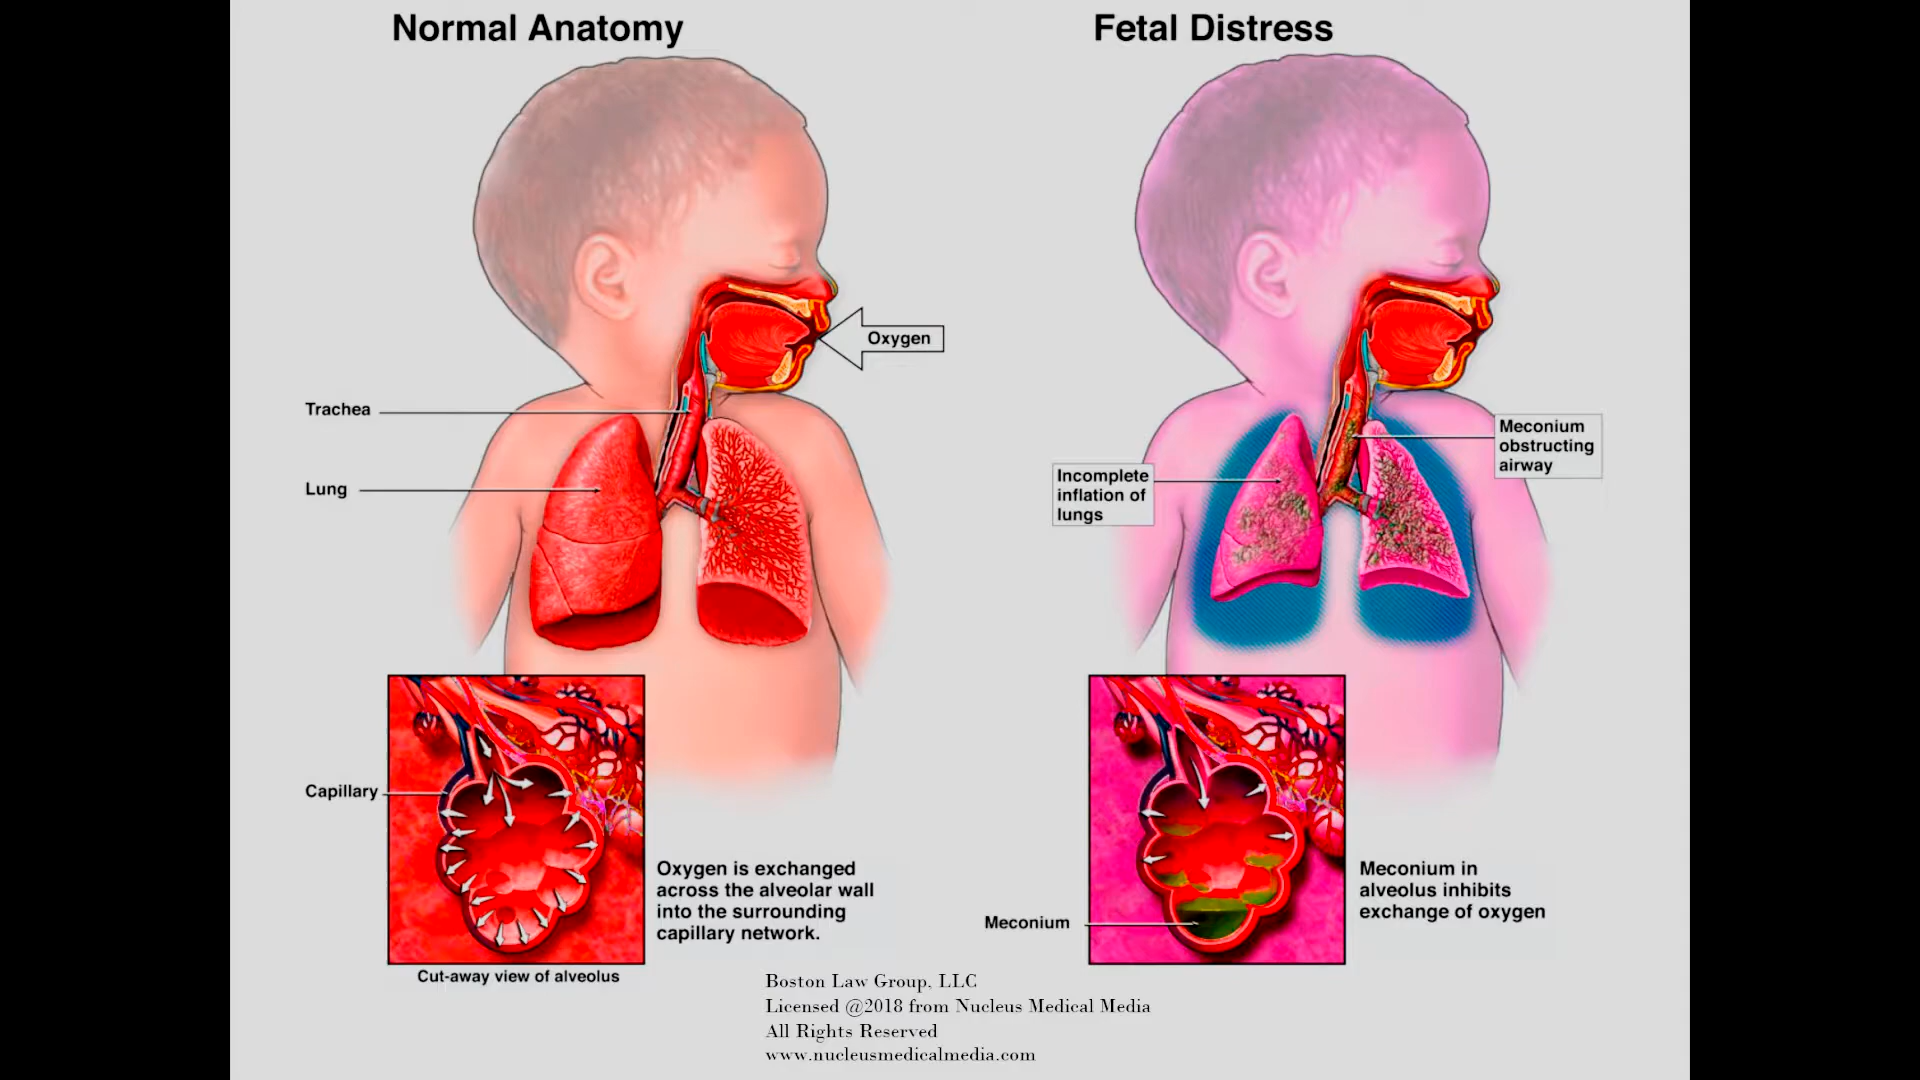 Normal Anatomy
Oxygen
Trachea
Lung
Capillary
Oxygen is exchanged
across the alveolar wall
into the surrounding
capillary network.
Cut-away view of alveolus
Fetal Distress
Meconium
obstructing
airway
Incomplete
inflation of
lungs
Meconium in
alveolus inhibits
exchange of oxygen
Meconium
Boston Law Group, LLC
Licensed @2018 from Nucleus Medical Media
All Rights Reserved
www.nucleusmedicalmedia.com